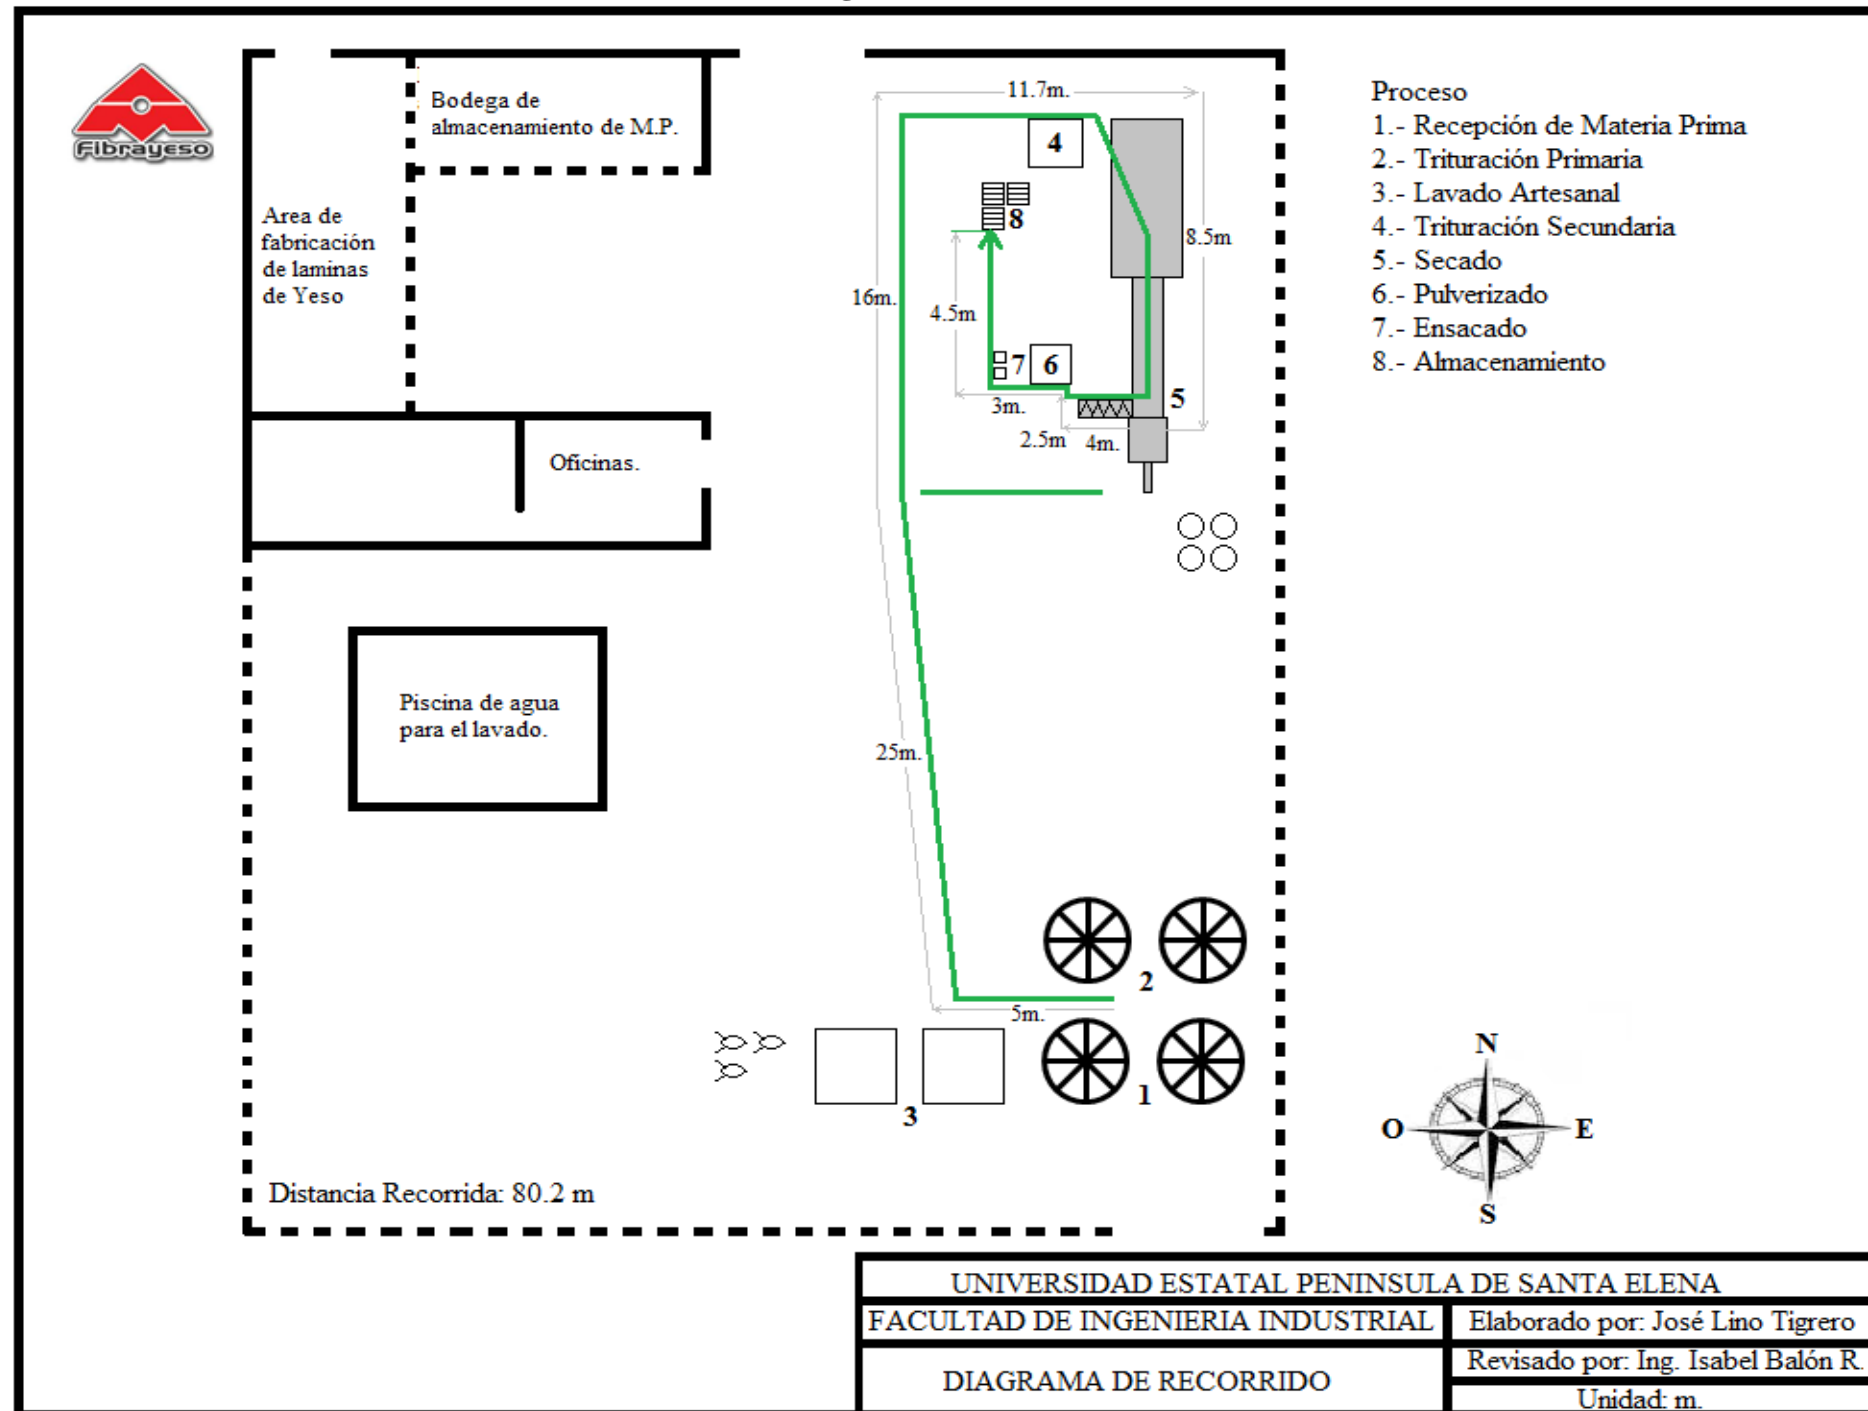 Fibrayeso
Bodega de
almacenamiento de M.P.
Area de
fabricación
de laminas
de Yeso
Oficinas.
Piscina de agua
para el lavado.
11.7m.
4
8
8.5m
16m.
4.5m
7
6
5
3m.
2.5m
4m.
25m.
2
5m.
1
3
Distancia Recorrida: 80.2 m
Proceso
1.- Recepción de Materia Prima
2.- Trituración Primaria
3.- Lavado Artesanal
4.- Trituración Secundaria
5.- Secado
6.- Pulverizado
7.- Ensacado
8.- Almacenamiento
N
O
E
S
UNIVERSIDAD ESTATAL PENINSULA DE SANTA ELENA
FACULTAD DE INGENIERIA INDUSTRIAL
Elaborado por: José Lino Tigrero
DIAGRAMA DE RECORRIDO
Revisado por: Ing. Isabel Balón R.
Unidad: m.